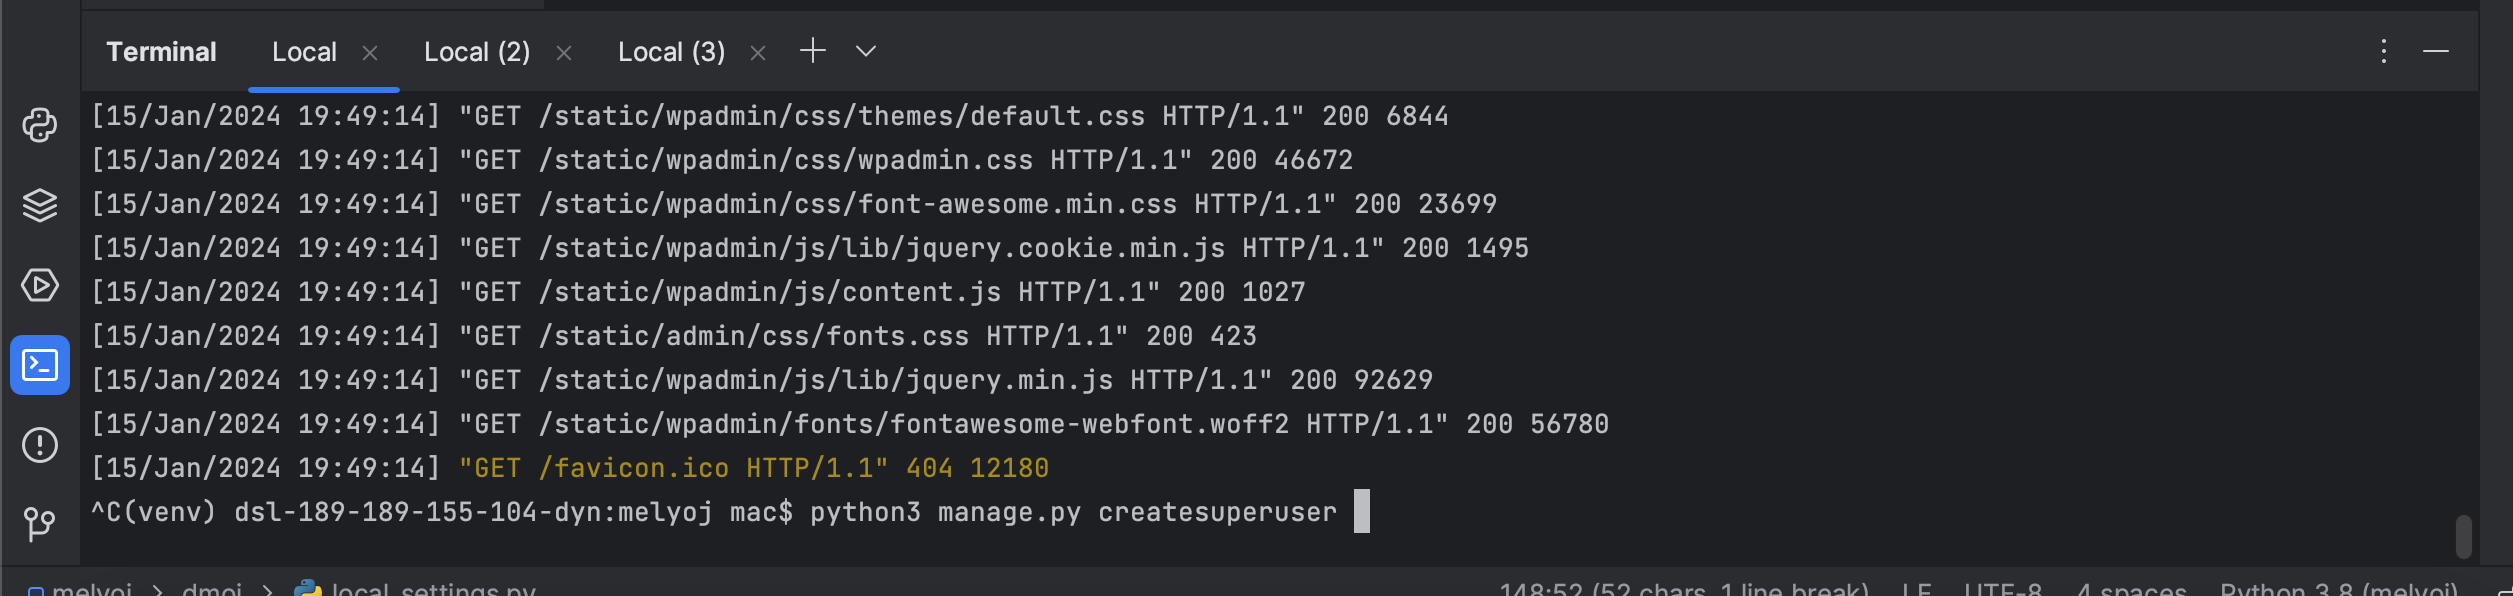 Terminal Local Local (2) Local (3)
[15/Jan/2024 19:49:14] "GET /static/wpadmin/css/themes/default.css HTTP/1.1" 200 6844
[15/Jan/2024 19:49:14] "GET /static/wpadmin/css/wpadmin.css HTTP/1.1" 200 46672
[15/Jan/2024 19:49:14] "GET /static/wpadmin/css/font-awesome.min.css HTTP/1.1" 200 23699
[15/Jan/2024 19:49:14] "GET /static/wpadmin/js/lib/jquery.cookie.min.js HTTP/1.1" 200 1495
[15/Jan/2024 19:49:14] "GET /static/wpadmin/js/content.js HTTP/1.1" 200 1027
[15/Jan/2024 19:49:14] "GET /static/admin/css/fonts.css HTTP/1.1" 200 423
[15/Jan/2024 19:49:14] "GET /static/wpadmin/js/lib/jquery.min.js HTTP/1.1" 200 92629
[15/Jan/2024 19:49:14] "GET /static/wpadmin/fonts/fontawesome-webfont.woff2 HTTP/1.1" 200 56780
[15/Jan/2024 19:49:14] "GET /favicon.ico HTTP/1.1" 404 12180
^C(venv) dsl-189-189-155-104-dyn:melyoj mac$ python3 manage.py createsuperuser
melyoj > dmoj > local_settings.py 148:52 (52 chars, 1 line break) LF UTF-8 4 spaces Python 3.8 (melyoj)